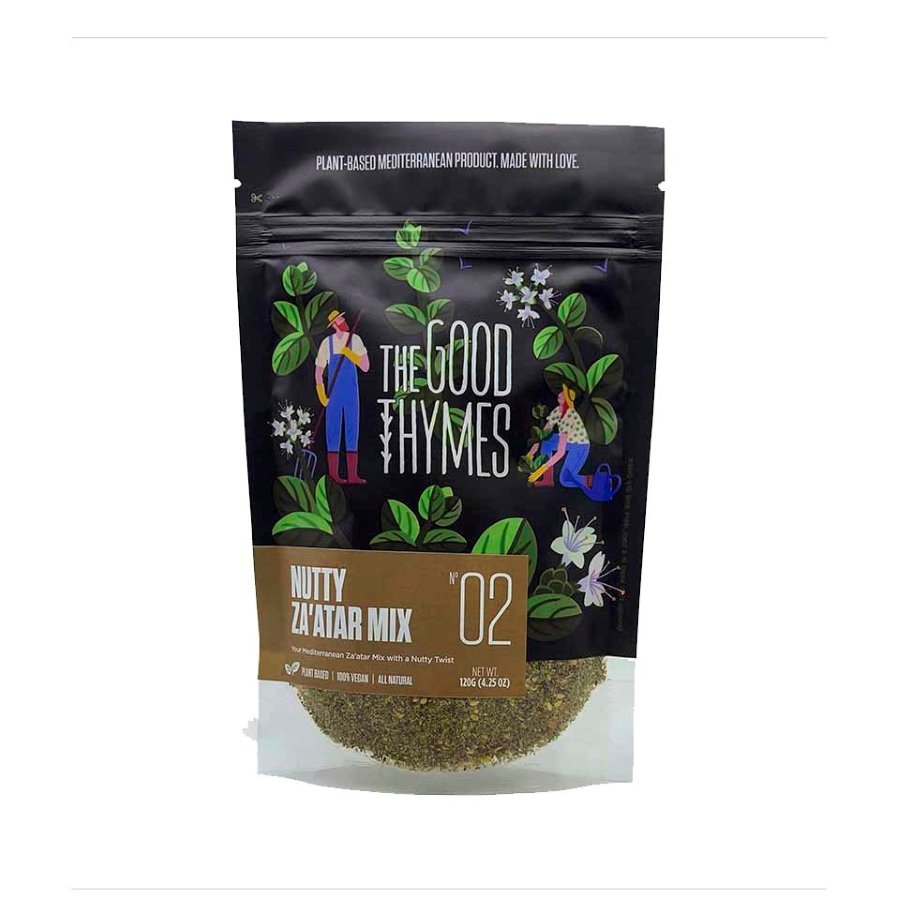 PLANT-BASED MEDITERRANEAN PRODUCT. MADE WITH LOVE.
THE GOOD
THYMES
NUTTY
ZA'ATAR MIX
Nº 02
Your Mediterranean Za'atar Mix with a Nutty Twist
PLANT BASED | 100% VEGAN | ALL NATURAL
NET WT.
120G (4.25 OZ)